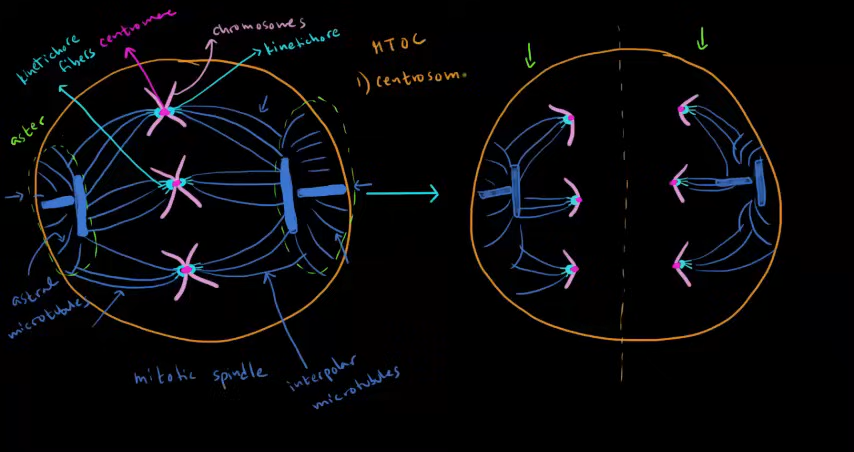 kinetichore
fibers
centromere
chromosomes
kinetichore
MTOC
1) centrosom
aster
astral
microtubules
mitotic spindle
interpolar
microtubules